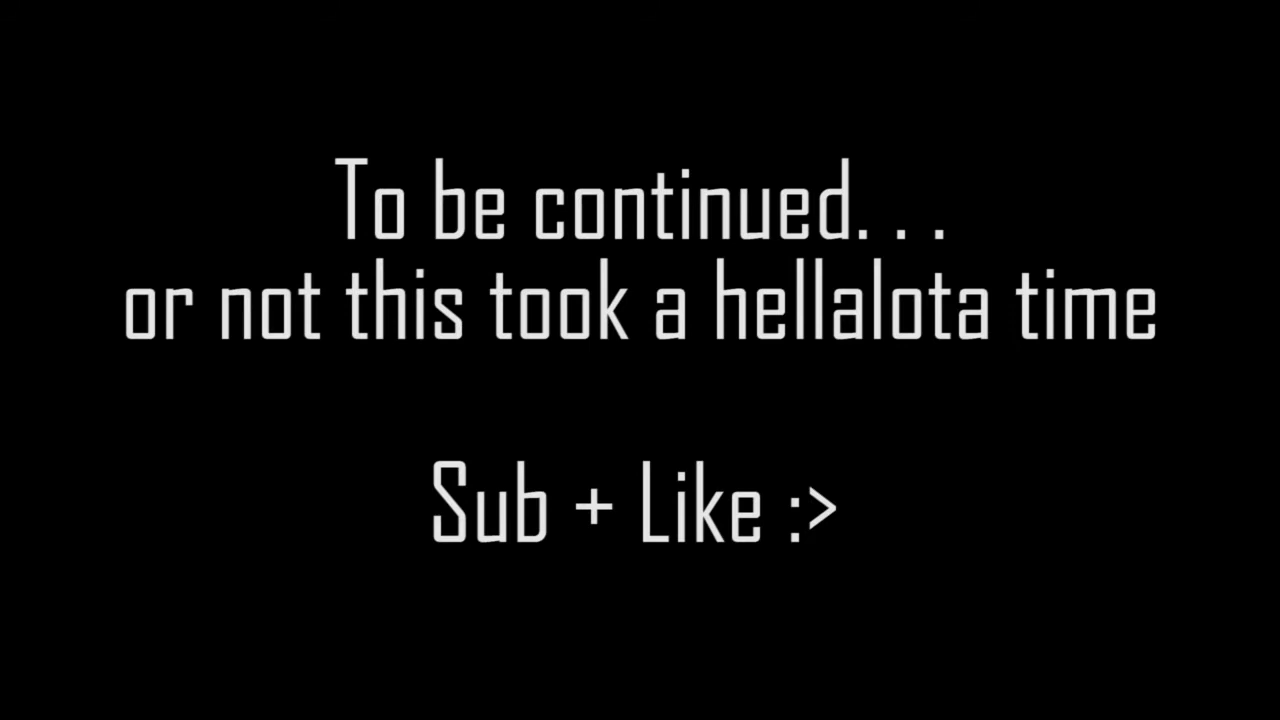 To be continued. . .
or not this took a hellalota time
Sub + Like :>